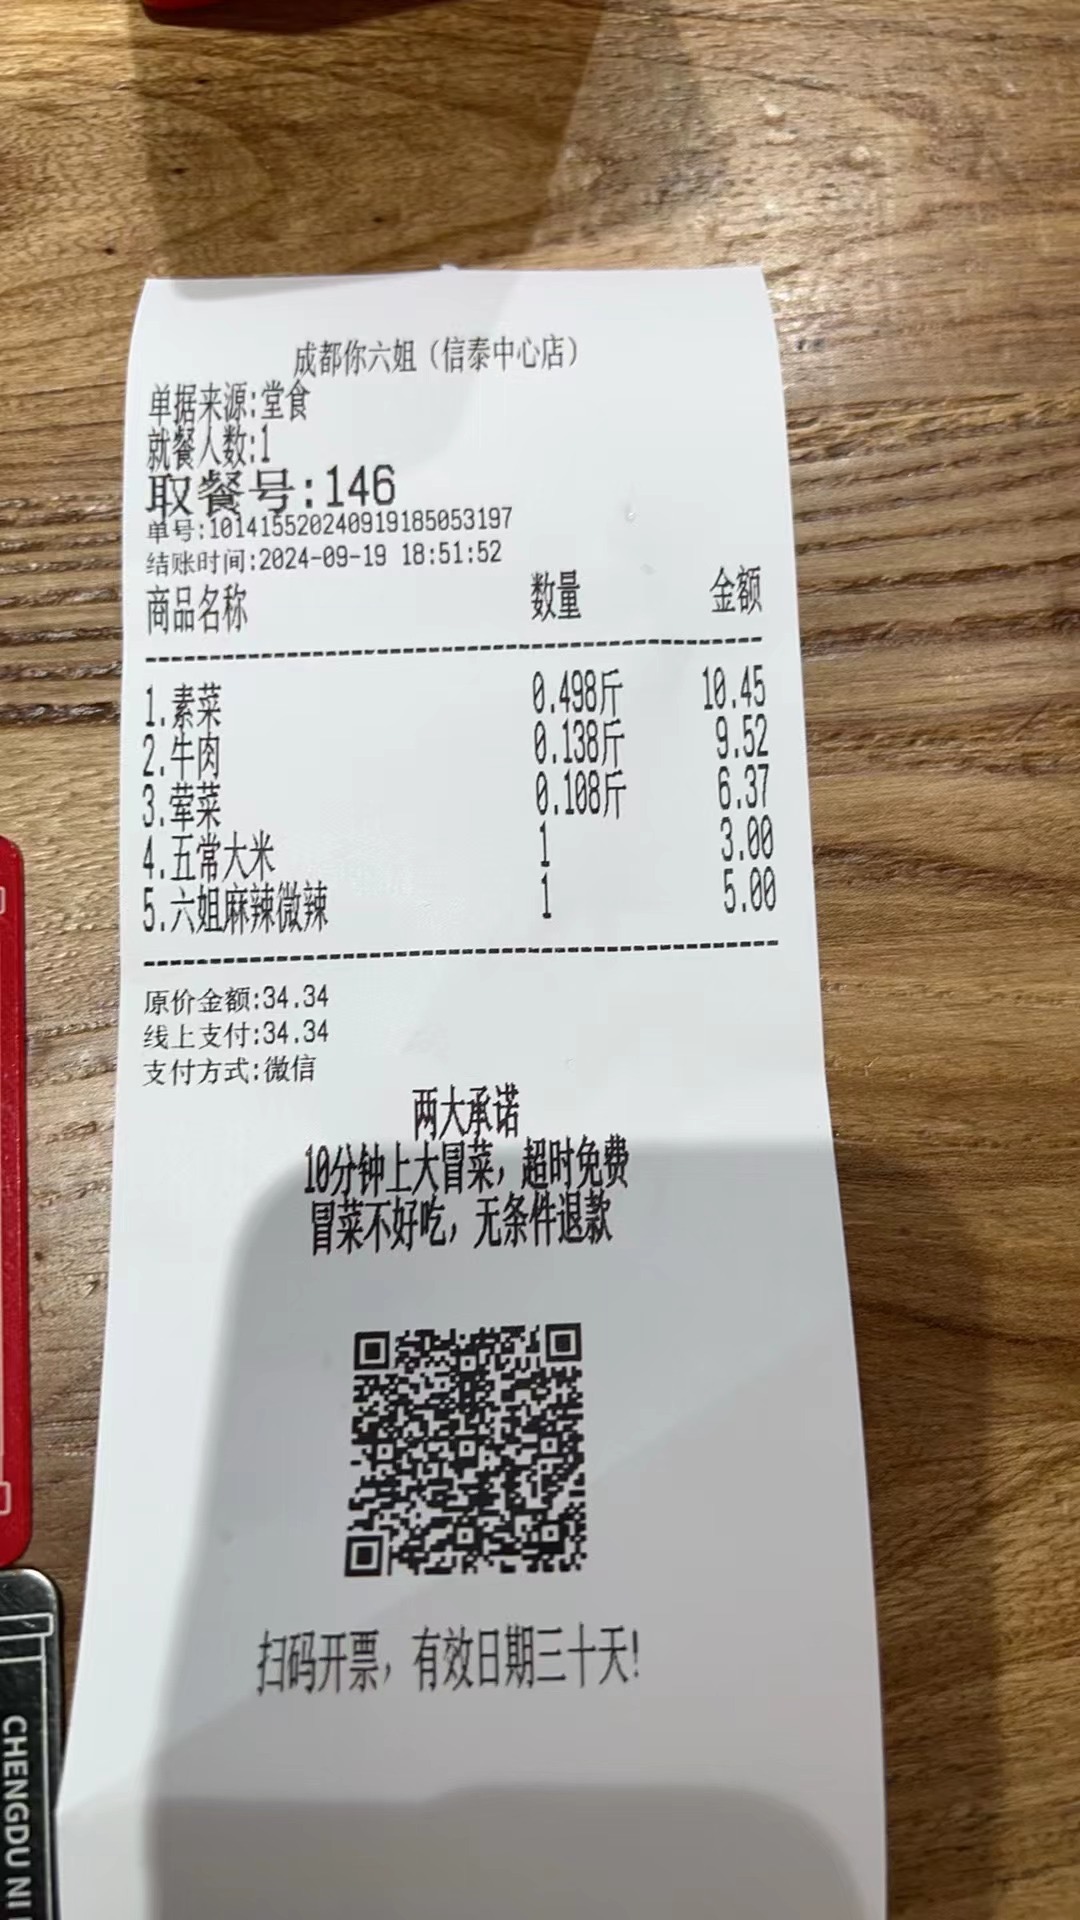 成都你六姐（信泰中心店）
单据来源:堂食
就餐人数:1
取餐号:146
单号:101415520240919185053197
结账时间:2024-09-19 18:51:52
商品名称 数量 金额
1.素菜 0.498斤 10.45
2.牛肉 0.138斤 9.52
3.荤菜 0.108斤 6.37
4.五常大米 1 3.00
5.六姐麻辣微辣 1 5.00
原价金额:34.34
线上支付:34.34
支付方式:微信
两大承诺
10分钟上大冒菜，超时免费
冒菜不好吃，无条件退款
扫码开票，有效日期三十天!
CHENGDU NI